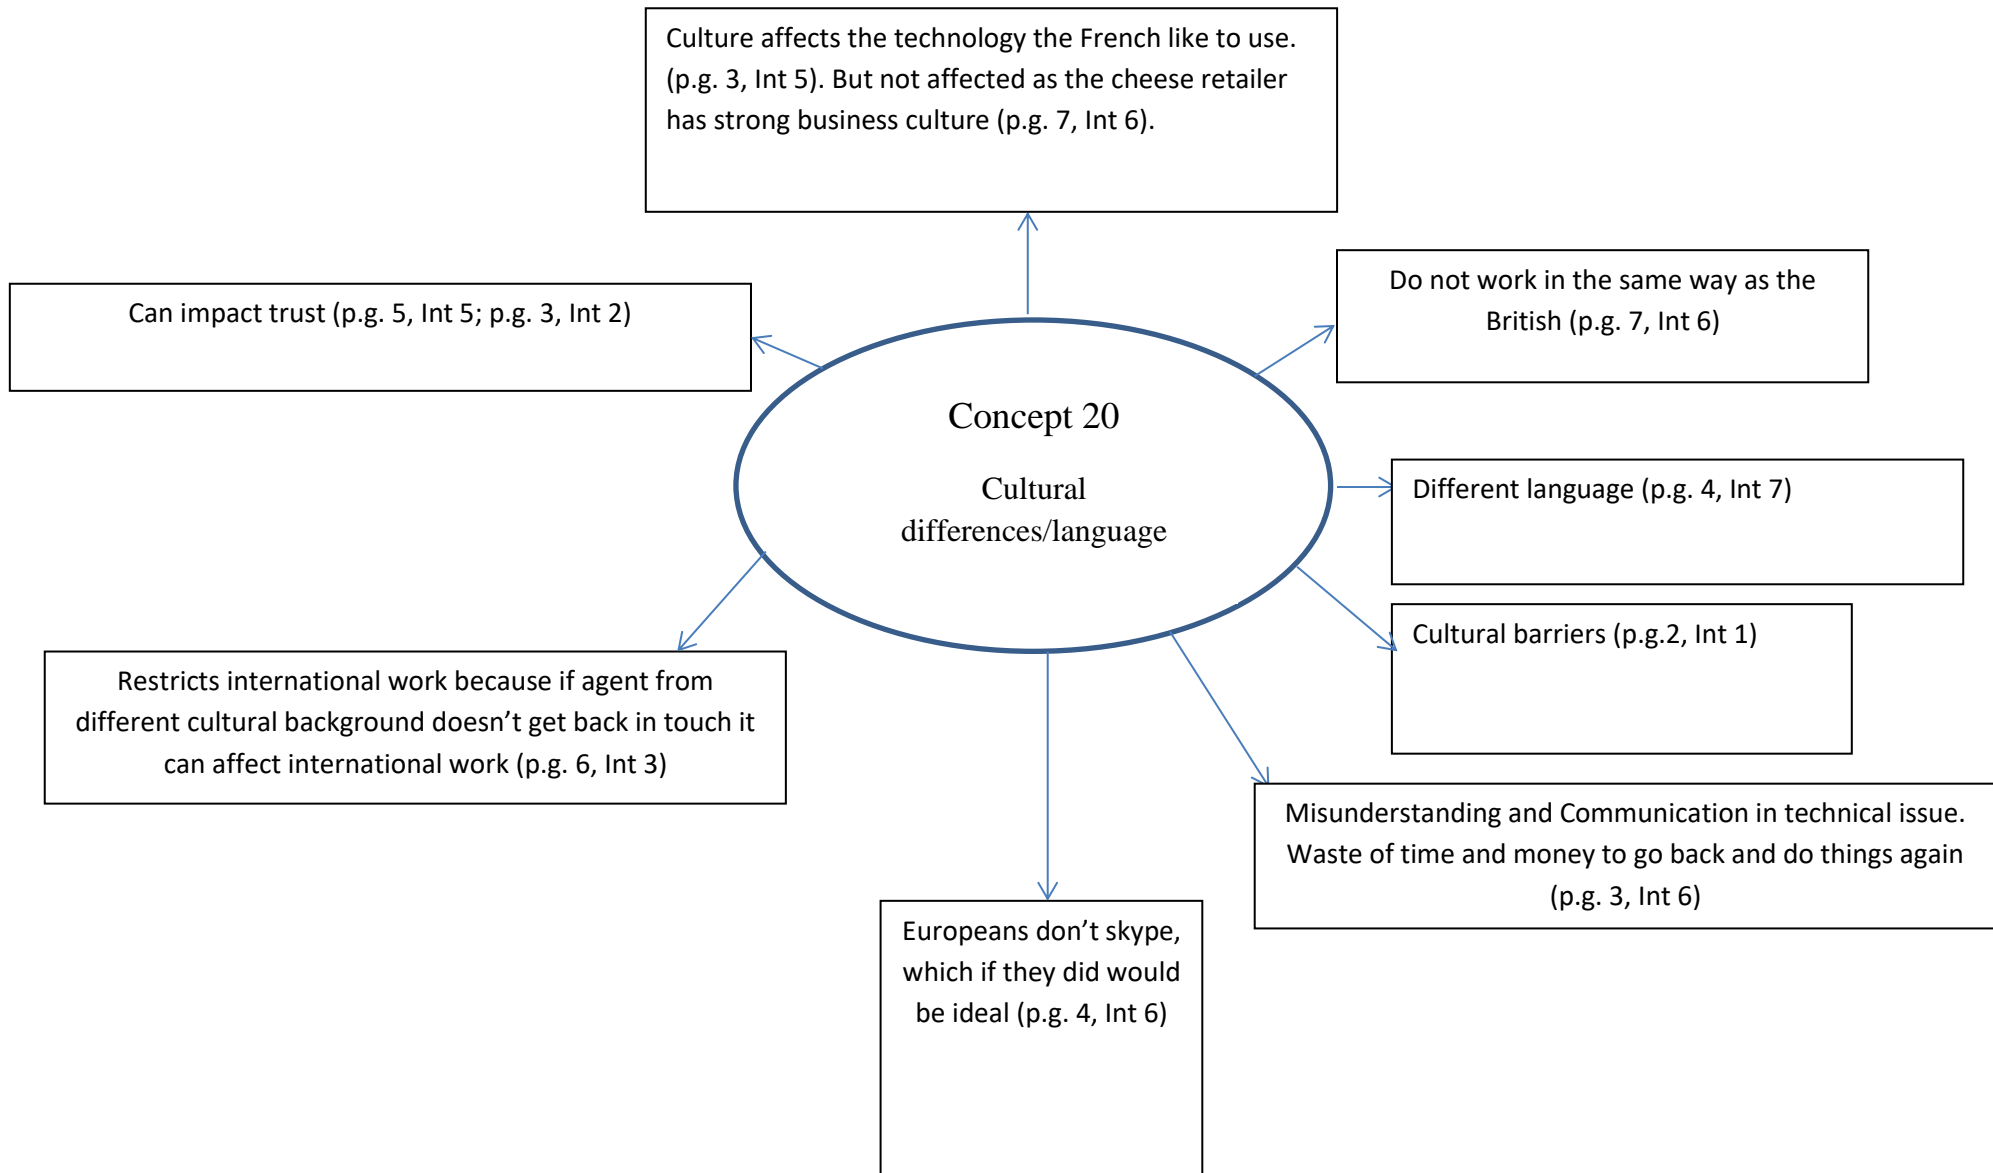 Culture affects the technology the French like to use.
(p.g. 3, Int 5). But not affected as the cheese retailer
has strong business culture (p.g. 7, Int 6).
Can impact trust (p.g. 5, Int 5; p.g. 3, Int 2)
Do not work in the same way as the
British (p.g. 7, Int 6)
Concept 20
Cultural
differences/language
Different language (p.g. 4, Int 7)
Cultural barriers (p.g.2, Int 1)
Restricts international work because if agent from
different cultural background doesn’t get back in touch it
can affect international work (p.g. 6, Int 3)
Misunderstanding and Communication in technical issue.
Waste of time and money to go back and do things again
(p.g. 3, Int 6)
Europeans don’t skype,
which if they did would
be ideal (p.g. 4, Int 6)